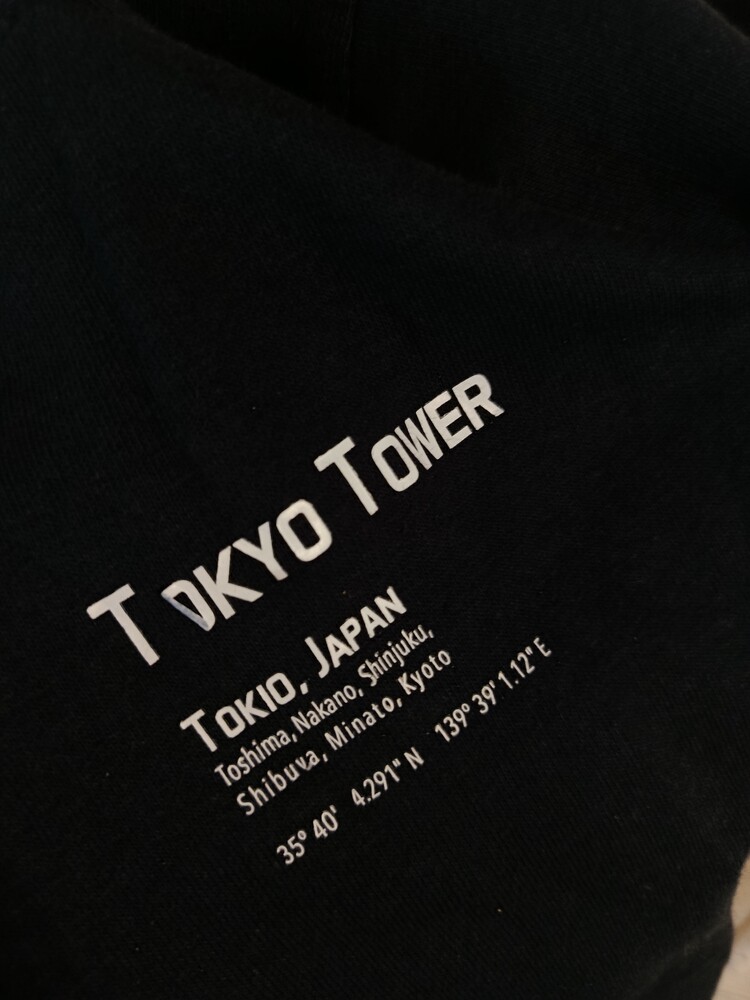 TOKYO TOWER
TOKIO, JAPAN
Toshima, Nakano, Shinjuku,
Shibuya, Minato, Kyoto
35° 40' 4.291" N 139° 39' 1.12" E